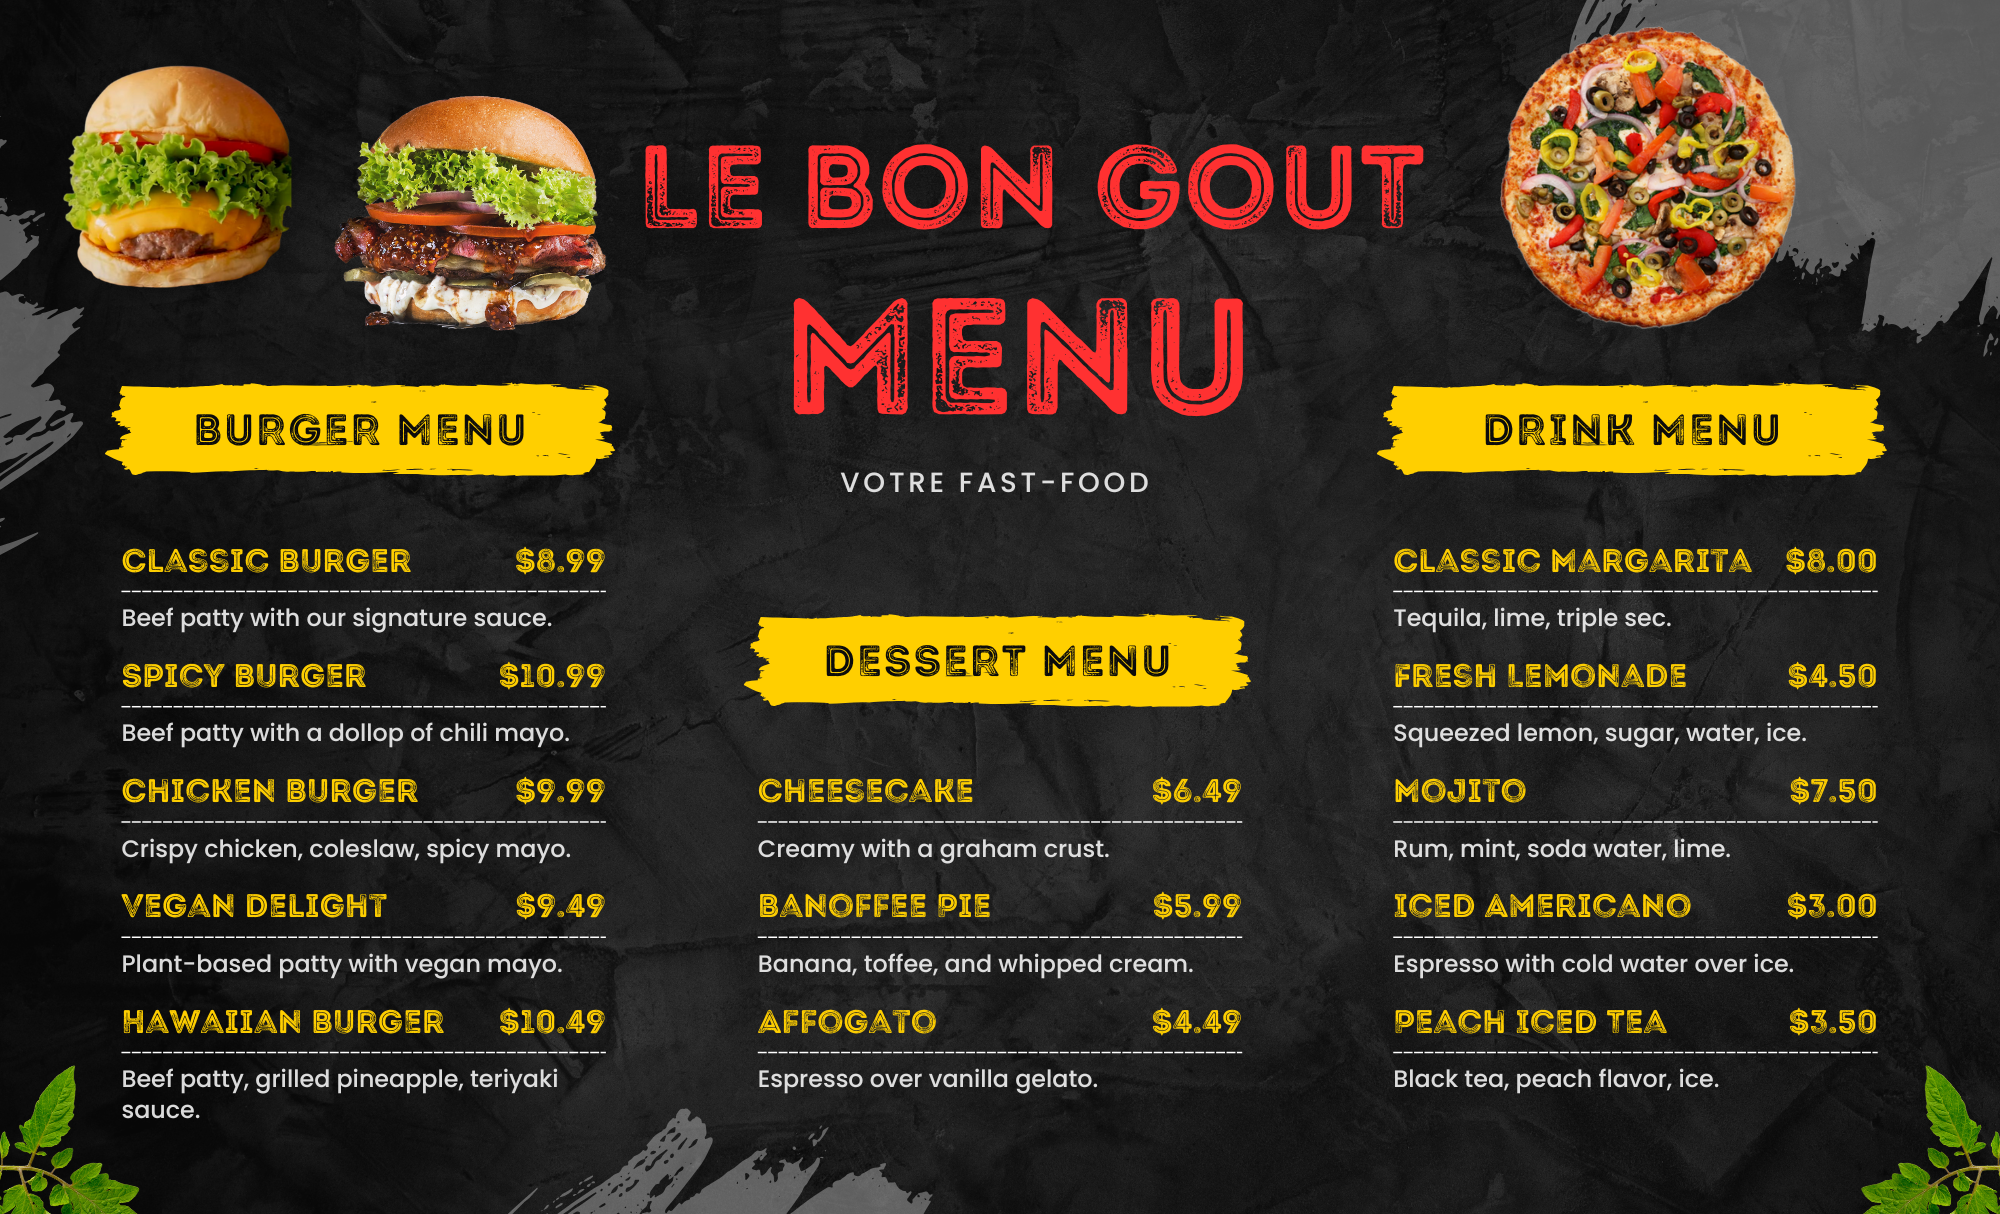 LE BON GOUT
MENU
VOTRE FAST-FOOD
BURGER MENU
CLASSIC BURGER $8.99
Beef patty with our signature sauce.
SPICY BURGER $10.99
Beef patty with a dollop of chili mayo.
CHICKEN BURGER $9.99
Crispy chicken, coleslaw, spicy mayo.
VEGAN DELIGHT $9.49
Plant-based patty with vegan mayo.
HAWAIIAN BURGER $10.49
Beef patty, grilled pineapple, teriyaki
sauce.
DESSERT MENU
CHEESECAKE $6.49
Creamy with a graham crust.
BANOFFEE PIE $5.99
Banana, toffee, and whipped cream.
AFFOGATO $4.49
Espresso over vanilla gelato.
DRINK MENU
CLASSIC MARGARITA $8.00
Tequila, lime, triple sec.
FRESH LEMONADE $4.50
Squeezed lemon, sugar, water, ice.
MOJITO $7.50
Rum, mint, soda water, lime.
ICED AMERICANO $3.00
Espresso with cold water over ice.
PEACH ICED TEA $3.50
Black tea, peach flavor, ice.